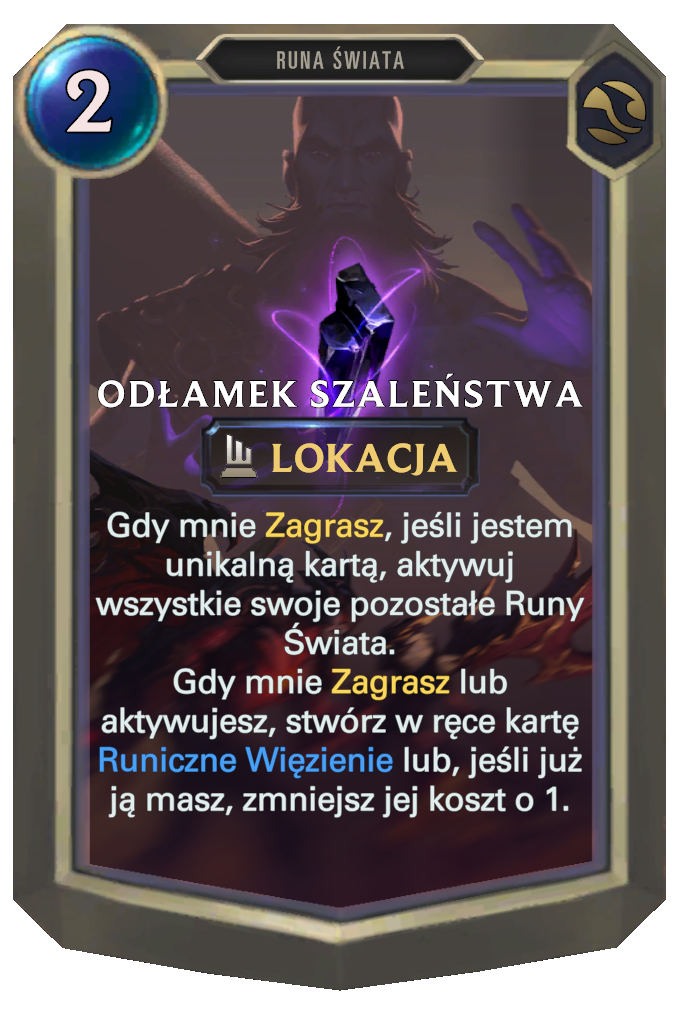 RUNA ŚWIATA
2
ODŁAMEK SZALEŃSTWA
LOKACJA
Gdy mnie Zagrasz, jeśli jestem
unikalną kartą, aktywuj
wszystkie swoje pozostałe Runy
Świata.
Gdy mnie Zagrasz lub
aktywujesz, stwórz w ręce kartę
Runiczne Więzienie lub, jeśli już
ją masz, zmniejsz jej koszt o 1.